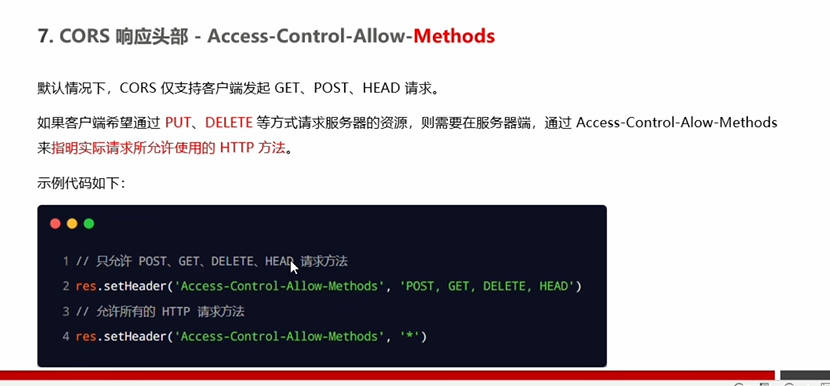 7. CORS 响应头部 - Access-Control-Allow-Methods
默认情况下，CORS 仅支持客户端发起 GET、POST、HEAD 请求。
如果客户端希望通过 PUT、DELETE 等方式请求服务器的资源，则需要在服务器端，通过 Access-Control-Alow-Methods
来指明实际请求所允许使用的 HTTP 方法。
示例代码如下：
1 // 只允许 POST、GET、DELETE、HEAD 请求方法
2 res.setHeader('Access-Control-Allow-Methods', 'POST, GET, DELETE, HEAD')
3 // 允许所有的 HTTP 请求方法
4 res.setHeader('Access-Control-Allow-Methods', '*')